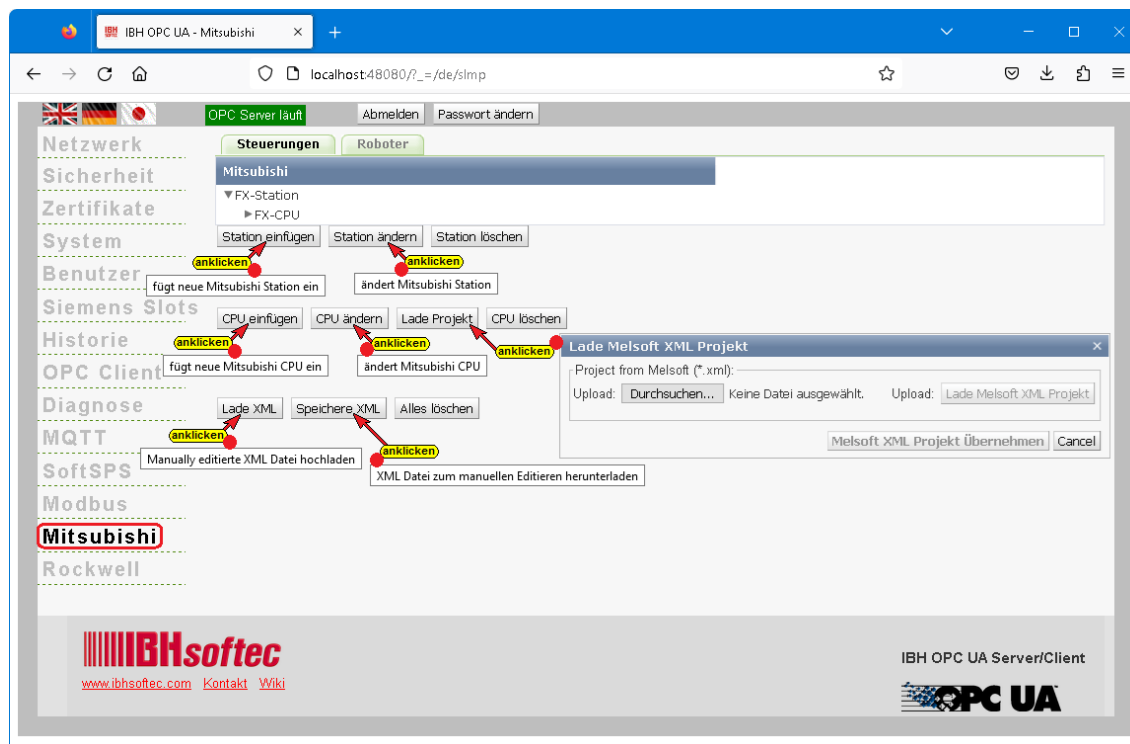 IBH OPC UA - Mitsubishi
localhost:48080/?_=/de/slmp
OPC Server läuft
Abmelden
Passwort ändern
Netzwerk
Sicherheit
Zertifikate
System
Benutzer
Siemens Slots
Historie
OPC Client
Diagnose
MQTT
SoftSPS
Modbus
Mitsubishi
Rockwell
Steuerungen
Roboter
Mitsubishi
FX-Station
FX-CPU
Station einfügen
Station ändern
Station löschen
anklicken
anklicken
fügt neue Mitsubishi Station ein
ändert Mitsubishi Station
CPU einfügen
CPU ändern
Lade Projekt
CPU löschen
anklicken
anklicken
anklicken
fügt neue Mitsubishi CPU ein
ändert Mitsubishi CPU
Lade Melsoft XML Projekt
Project from Melsoft (*.xml):
Upload:
Durchsuchen...
Keine Datei ausgewählt.
Upload:
Lade Melsoft XML Projekt
Melsoft XML Projekt Übernehmen
Cancel
Lade XML
Speichere XML
Alles löschen
anklicken
anklicken
Manually editierte XML Datei hochladen
XML Datei zum manuellen Editieren herunterladen
IBHsoftec
www.ibhsoftec.com
Kontakt
Wiki
IBH OPC UA Server/Client
OPC UA